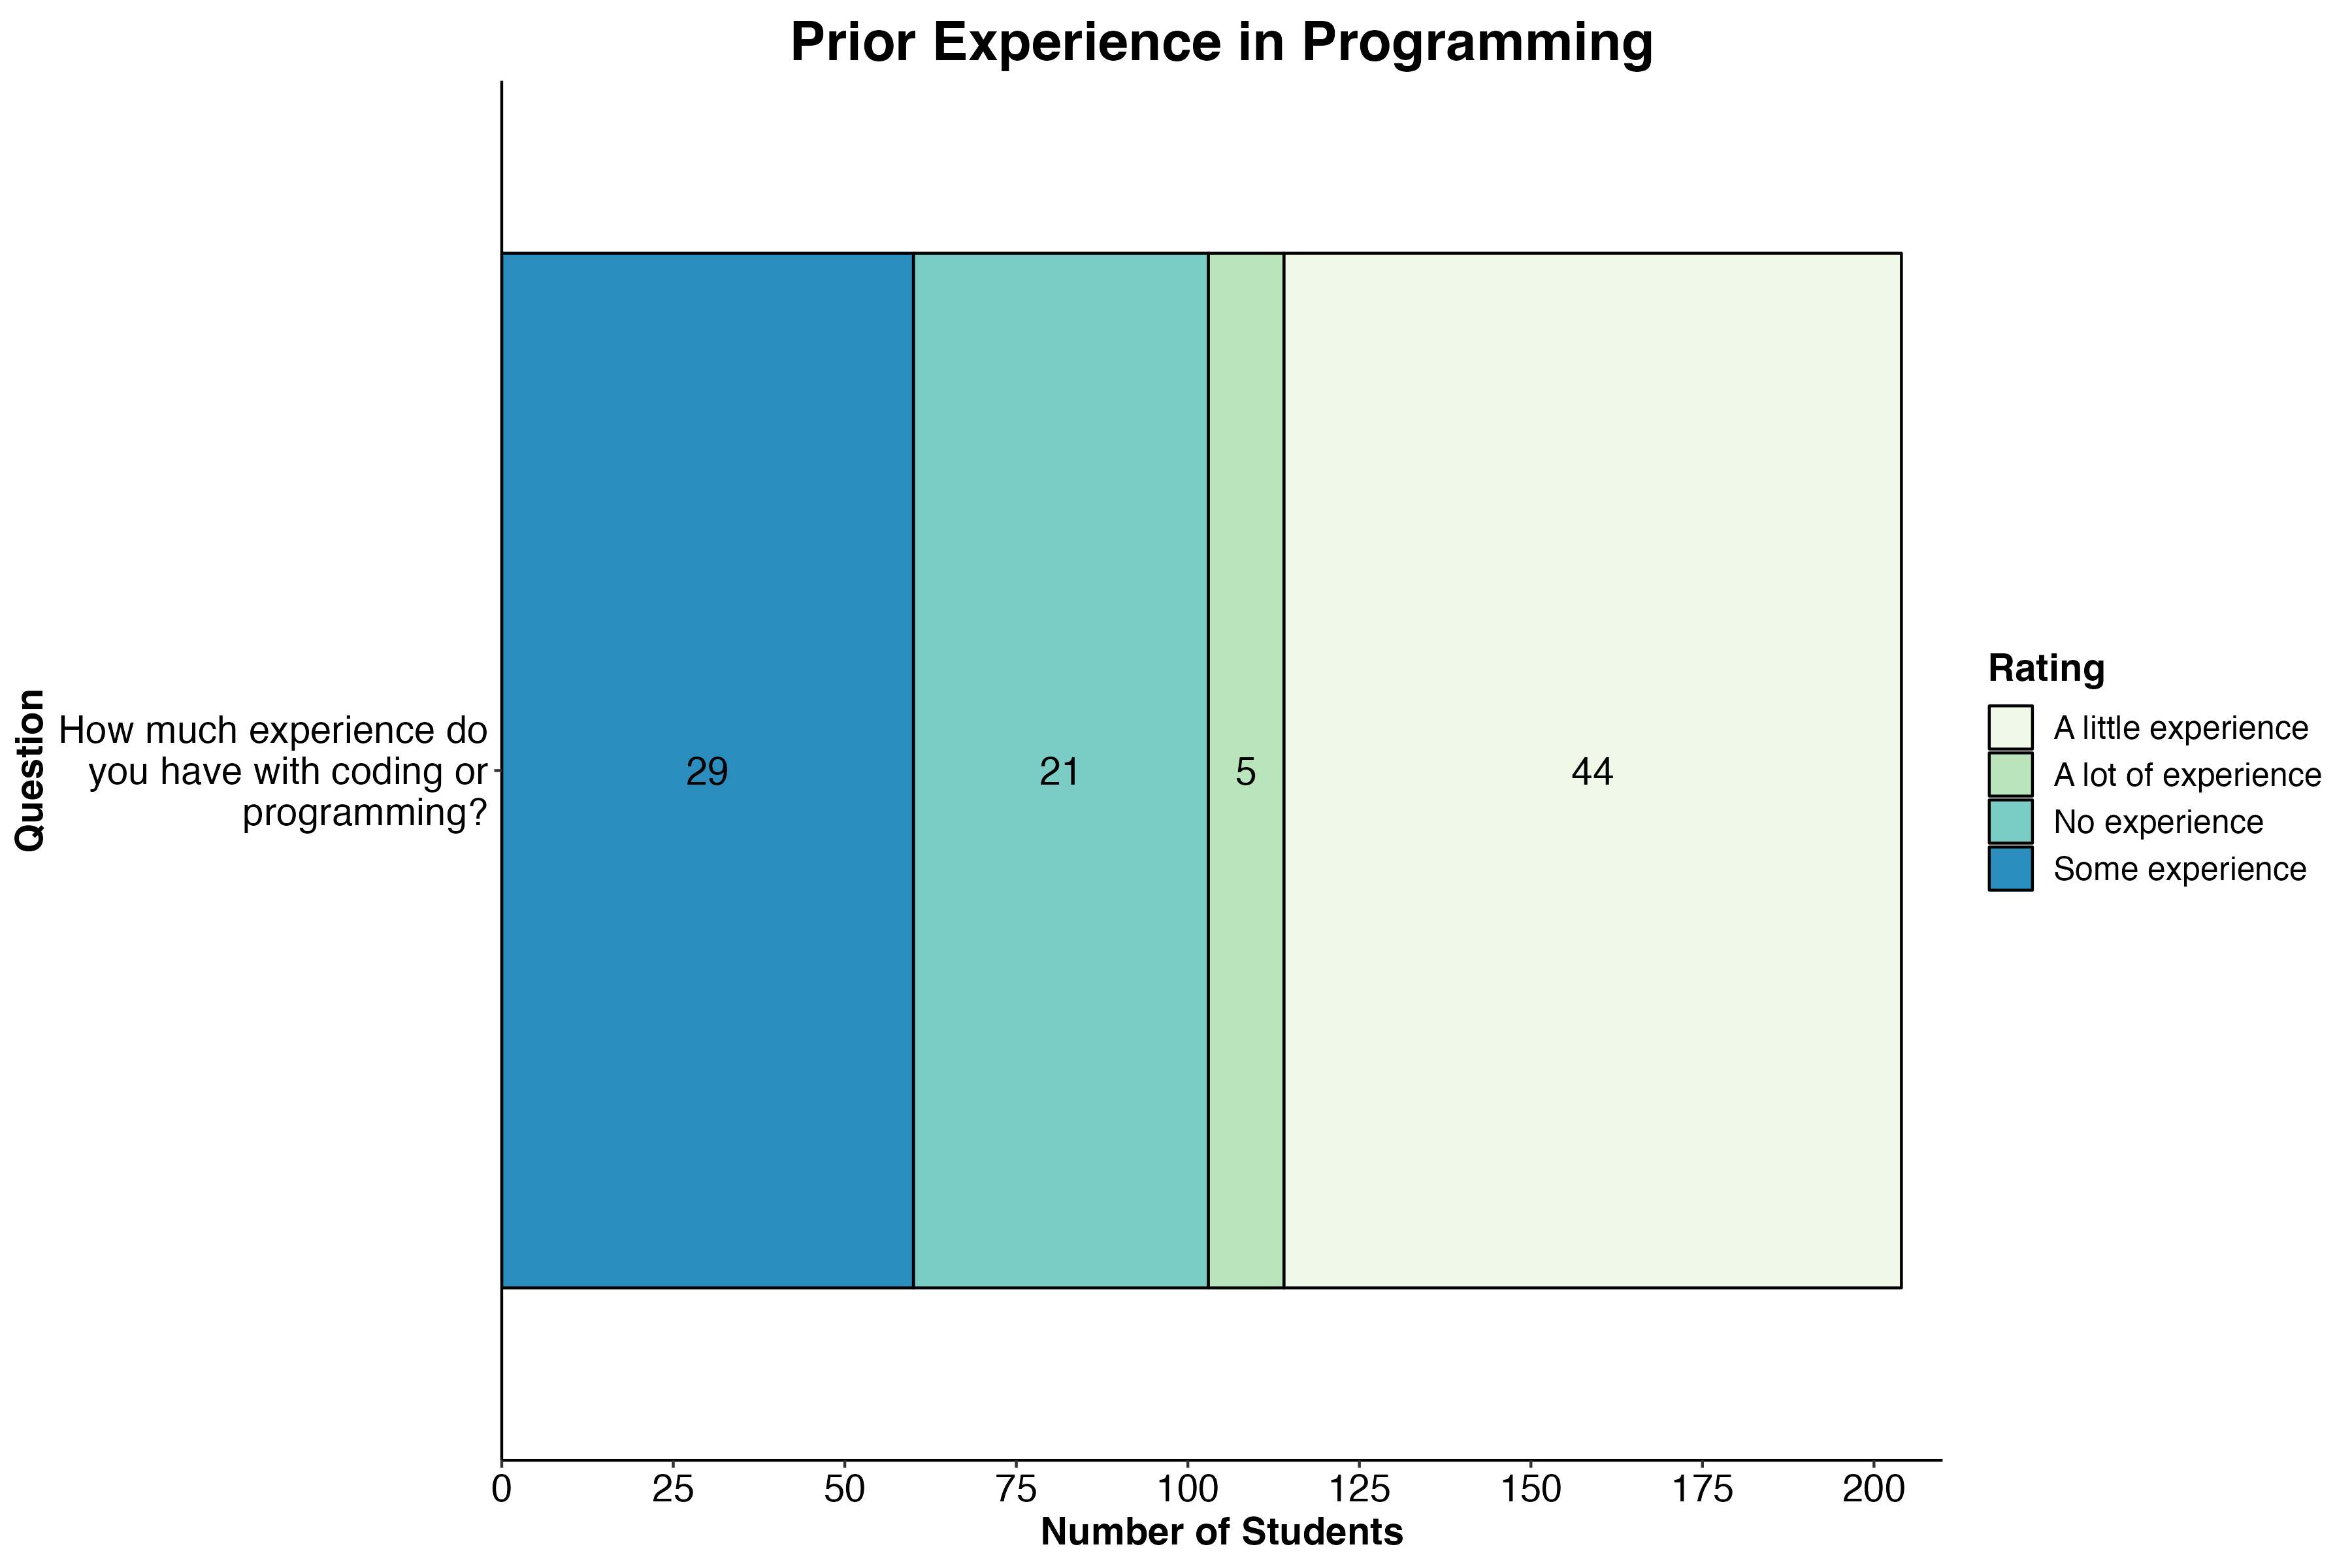 Prior Experience in Programming
Question
How much experience do
you have with coding or
programming?
29
21
5
44
Rating
A little experience
A lot of experience
No experience
Some experience
0 25 50 75 100 125 150 175 200
Number of Students